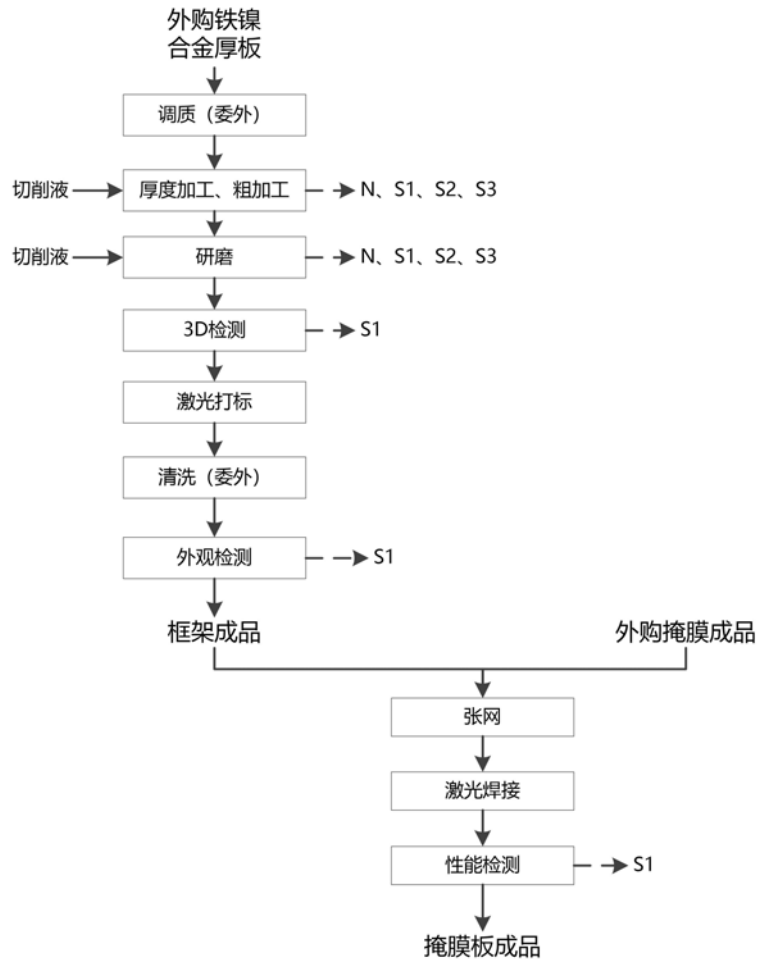 外购铁镍
合金厚板
调质（委外）
切削液
厚度加工、粗加工
N、S1、S2、S3
切削液
研磨
N、S1、S2、S3
3D检测
S1
激光打标
清洗（委外）
外观检测
S1
框架成品
外购掩膜成品
张网
激光焊接
性能检测
S1
掩膜板成品